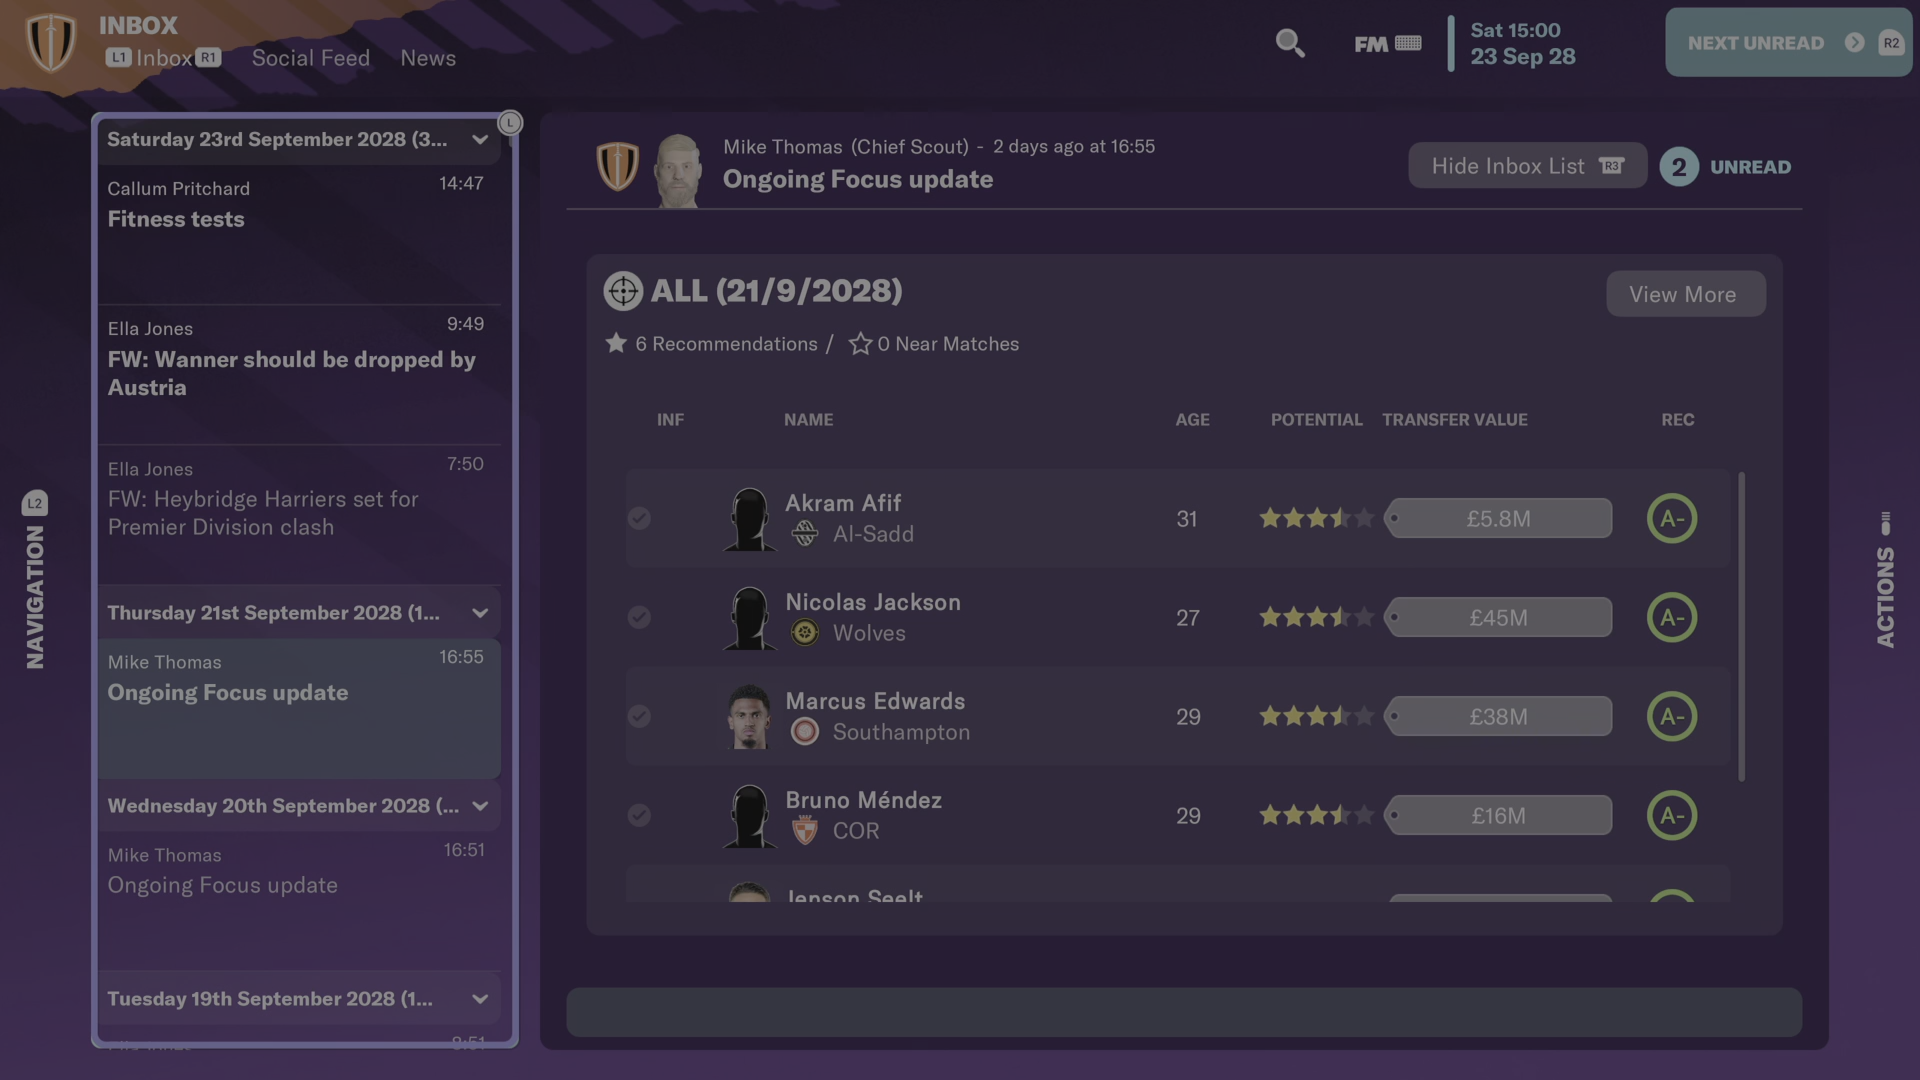 INBOX
L1 Inbox R1 Social Feed News
FM
Sat 15:00
23 Sep 28
NEXT UNREAD R2
L
Saturday 23rd September 2028 (3...
Callum Pritchard 14:47
Fitness tests
Ella Jones 9:49
FW: Wanner should be dropped by
Austria
Ella Jones 7:50
FW: Heybridge Harriers set for
Premier Division clash
Thursday 21st September 2028 (1...
Mike Thomas 16:55
Ongoing Focus update
Wednesday 20th September 2028 (...
Mike Thomas 16:51
Ongoing Focus update
Tuesday 19th September 2028 (1...
8:51
L2
NAVIGATION
Mike Thomas (Chief Scout) - 2 days ago at 16:55
Ongoing Focus update
Hide Inbox List R3
2 UNREAD
ALL (21/9/2028)
View More
6 Recommendations / 0 Near Matches
INF NAME AGE POTENTIAL TRANSFER VALUE REC
Akram Afif
Al-Sadd
31 £5.8M A-
Nicolas Jackson
Wolves
27 £45M A-
Marcus Edwards
Southampton
29 £38M A-
Bruno Méndez
COR
29 £16M A-
Jenson Seelt
ACTIONS